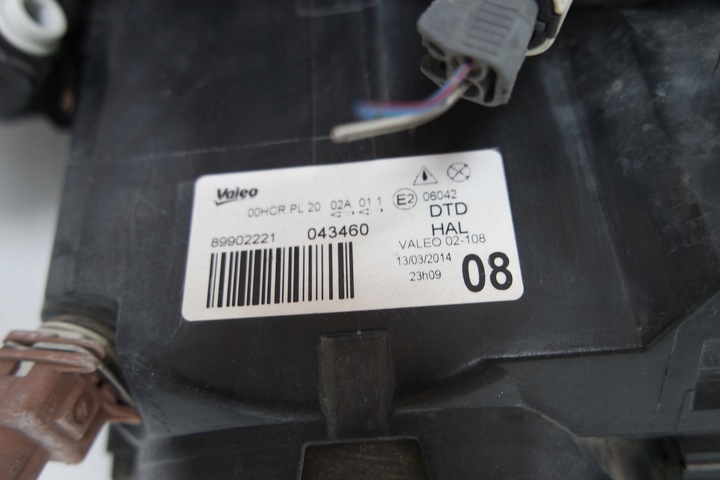 Valeo
00HCR PL 20 02A 01 1 E2 06042
DTD
89902221 043460 HAL
VALEO 02-108
13/03/2014
23h09 08